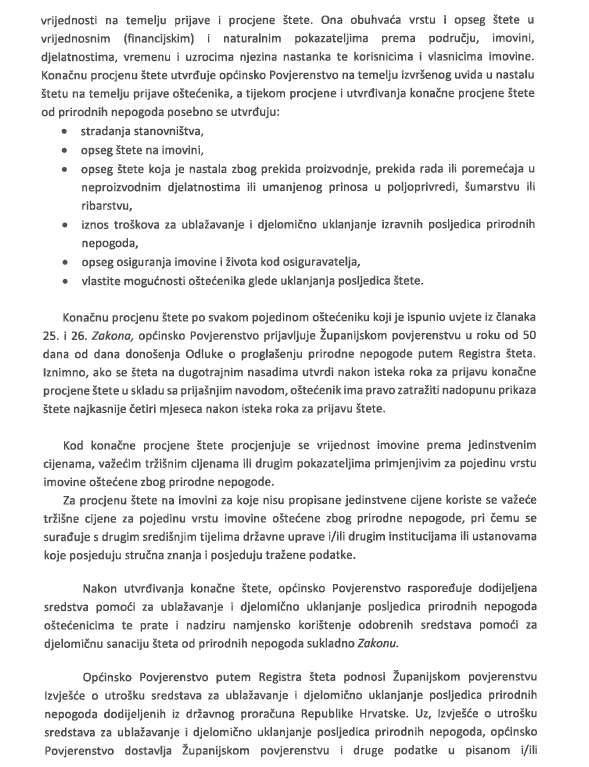 vrijednosti na temelju prijave i procjene štete. Ona obuhvaća vrstu i opseg štete u
vrijednosnim (financijskim) i naturalnim pokazateljima prema području, imovini,
djelatnostima, vremenu i uzrocima njezina nastanka te korisnicima i vlasnicima imovine.
Konačnu procjenu štete utvrđuje općinsko Povjerenstvo na temelju izvršenog uvida u nastalu
štetu na temelju prijave oštećenika, a tijekom procjene i utvrđivanja konačne procjene štete
od prirodnih nepogoda posebno se utvrđuju:
• stradanja stanovništva,
• opseg štete na imovini,
• opseg štete koja je nastala zbog prekida proizvodnje, prekida rada ili poremećaja u
neproizvodnim djelatnostima ili umanjenog prinosa u poljoprivredi, šumarstvu ili
ribarstvu,
• iznos troškova za ublažavanje i djelomično uklanjanje izravnih posljedica prirodnih
nepogoda,
• opseg osiguranja imovine i života kod osiguravatelja,
• vlastite mogućnosti oštećenika glede uklanjanja posljedica štete.
Konačnu procjenu štete po svakom pojedinom oštećeniku koji je ispunio uvjete iz članaka
25. i 26. Zakona, općinsko Povjerenstvo prijavljuje Županijskom povjerenstvu u roku od 50
dana od dana donošenja Odluke o proglašenju prirodne nepogode putem Registra šteta.
Iznimno, ako se šteta na dugotrajnim nasadima utvrdi nakon isteka roka za prijavu konačne
procjene štete u skladu sa prijašnjim navodom, oštećenik ima pravo zatražiti nadopunu prikaza
štete najkasnije četiri mjeseca nakon isteka roka za prijavu štete.
Kod konačne procjene štete procjenjuje se vrijednost imovine prema jedinstvenim
cijenama, važećim tržišnim cijenama ili drugim pokazateljima primjenjivim za pojedinu vrstu
imovine oštećene zbog prirodne nepogode.
Za procjenu štete na imovini za koje nisu propisane jedinstvene cijene koriste se važeće
tržišne cijene za pojedinu vrstu imovine oštećene zbog prirodne nepogode, pri čemu se
surađuje s drugim središnjim tijelima državne uprave i/ili drugim institucijama ili ustanovama
koje posjeduju stručna znanja i posjeduju tražene podatke.
Nakon utvrđivanja konačne štete, općinsko Povjerenstvo raspoređuje dodijeljena
sredstva pomoći za ublažavanje i djelomično uklanjanje posljedica prirodnih nepogoda
oštećenicima te prate i nadziru namjensko korištenje odobrenih sredstava pomoći za
djelomičnu sanaciju šteta od prirodnih nepogoda sukladno Zakonu.
Općinsko Povjerenstvo putem Registra šteta podnosi Županijskom povjerenstvu
Izvješće o utrošku sredstava za ublažavanje i djelomično uklanjanje posljedica prirodnih
nepogoda dodijeljenih iz državnog proračuna Republike Hrvatske. Uz, Izvješće o utrošku
sredstava za ublažavanje i djelomično uklanjanje posljedica prirodnih nepogoda, općinsko
Povjerenstvo dostavlja Županijskom povjerenstvu i druge podatke u pisanom i/ili